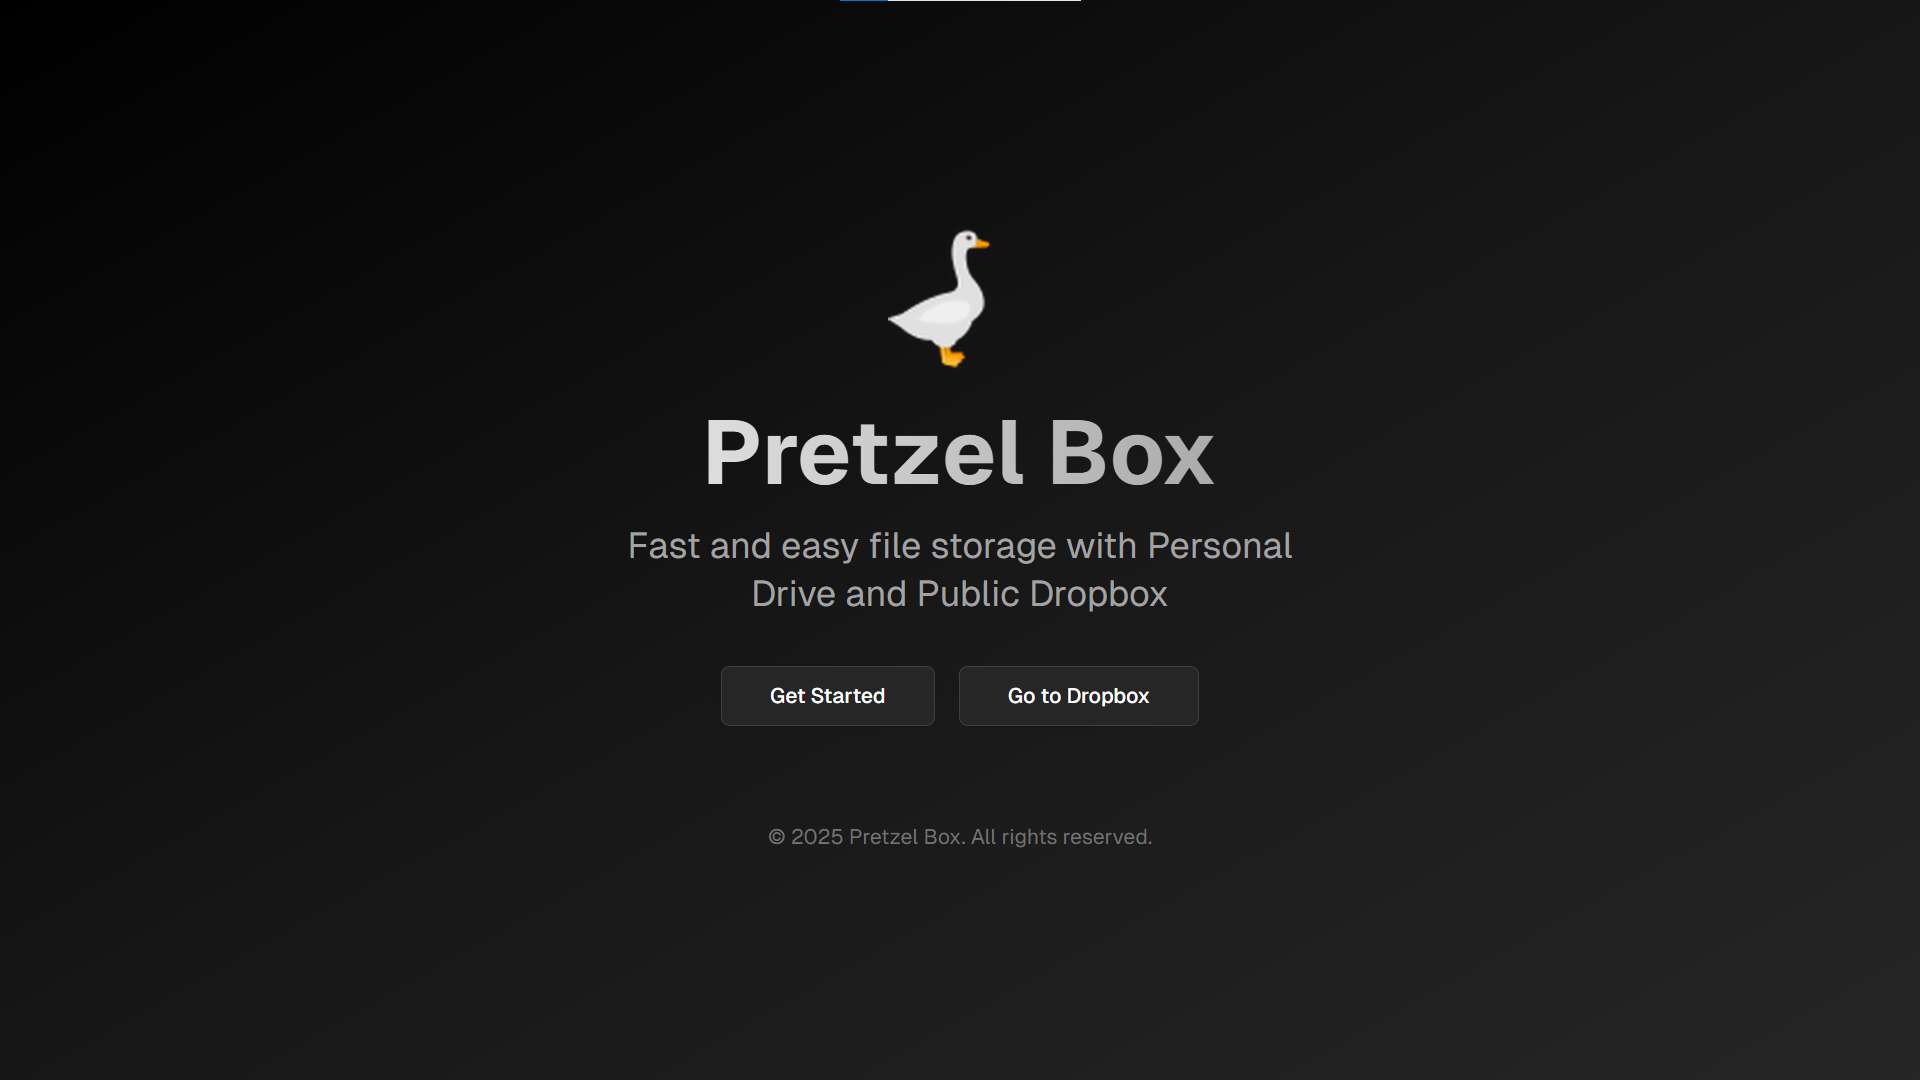 Pretzel Box
Fast and easy file storage with Personal
Drive and Public Dropbox
Get Started
Go to Dropbox
© 2025 Pretzel Box. All rights reserved.